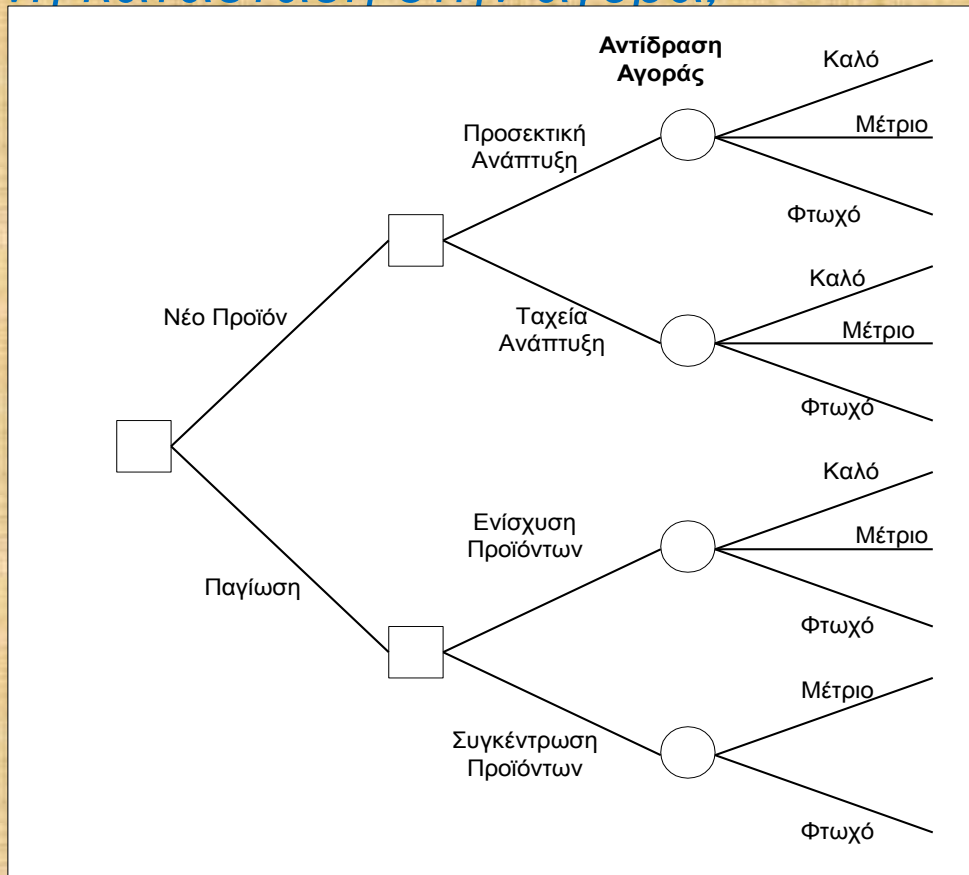 Αντίδραση
Αγοράς
Καλό
Μέτριο
Φτωχό
Προσεκτική
Ανάπτυξη
Νέο Προϊόν
Ταχεία
Ανάπτυξη
Καλό
Μέτριο
Φτωχό
Παγίωση
Ενίσχυση
Προϊόντων
Καλό
Μέτριο
Φτωχό
Συγκέντρωση
Προϊόντων
Μέτριο
Φτωχό